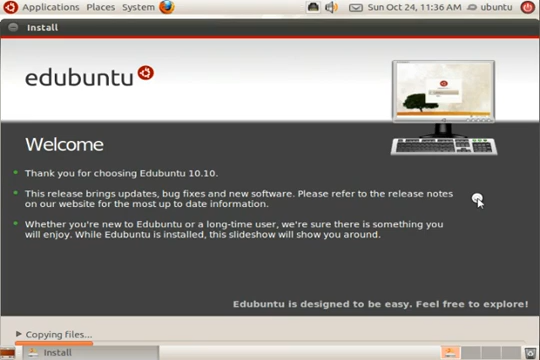 Applications Places System Sun Oct 24, 11:36 AM ubuntu
Install
edubuntu
Welcome
Thank you for choosing Edubuntu 10.10.
This release brings updates, bug fixes and new software. Please refer to the release notes
on our website for the most up to date information.
Whether you're new to Edubuntu or a long-time user, we're sure there is something you
will enjoy. While Edubuntu is installed, this slideshow will show you around.
Edubuntu is designed to be easy. Feel free to explore!
Copying files...
Install